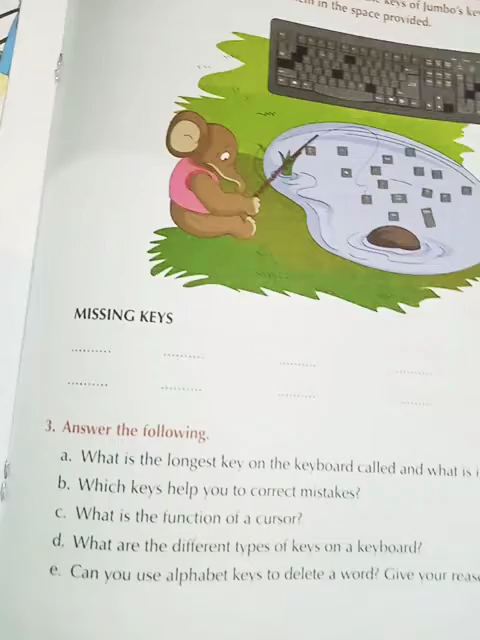 keys of Jumbo's
in the space provided.
MISSING KEYS
3. Answer the following.
a. What is the longest key on the keyboard called and what is
b. Which keys help you to correct mistakes?
c. What is the function of a cursor?
d. What are the different types of keys on a keyboard?
e. Can you use alphabet keys to delete a word? Give your